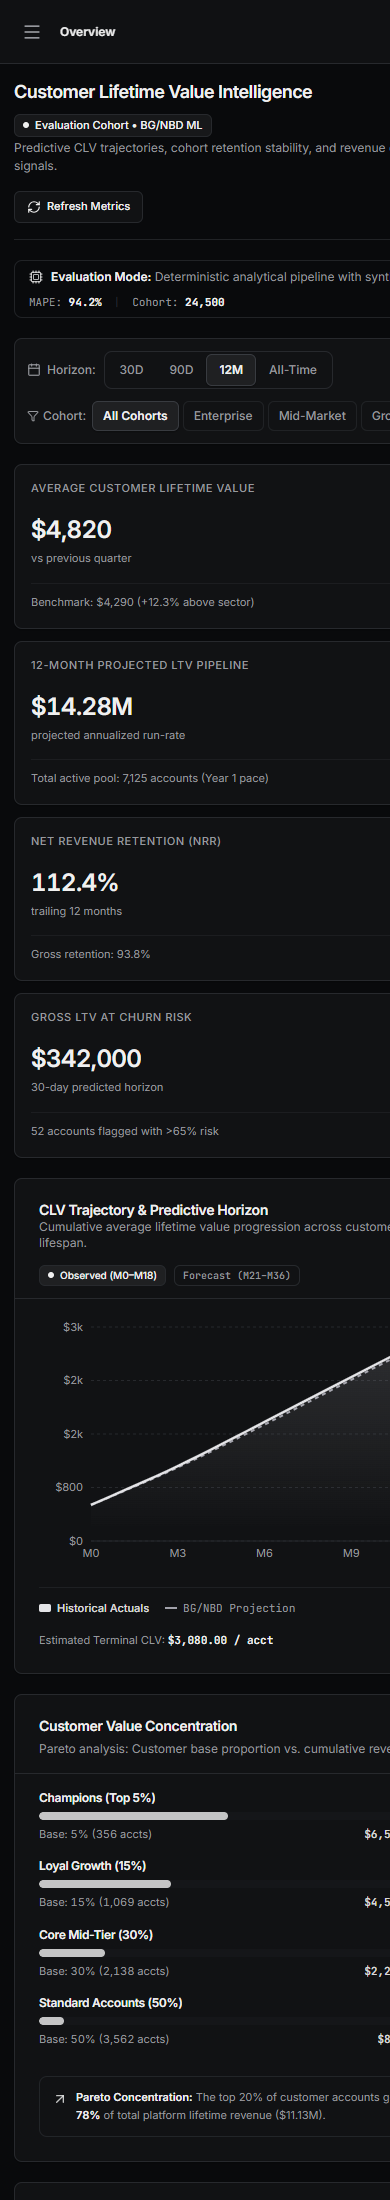 Overview
Customer Lifetime Value Intelligence
Evaluation Cohort • BG/NBD ML
Predictive CLV trajectories, cohort retention stability, and revenue
signals.
Refresh Metrics
Evaluation Mode: Deterministic analytical pipeline with synt
MAPE: 94.2% | Cohort: 24,500
Horizon: 30D 90D 12M All-Time
Cohort: All Cohorts Enterprise Mid-Market Gro
AVERAGE CUSTOMER LIFETIME VALUE
$4,820
vs previous quarter
Benchmark: $4,290 (+12.3% above sector)
12-MONTH PROJECTED LTV PIPELINE
$14.28M
projected annualized run-rate
Total active pool: 7,125 accounts (Year 1 pace)
NET REVENUE RETENTION (NRR)
112.4%
trailing 12 months
Gross retention: 93.8%
GROSS LTV AT CHURN RISK
$342,000
30-day predicted horizon
52 accounts flagged with >65% risk
CLV Trajectory & Predictive Horizon
Cumulative average lifetime value progression across custome
lifespan.
Observed (M0–M18) Forecast (M21–M36)
$3k
$2k
$2k
$800
$0
M0 M3 M6 M9
Historical Actuals BG/NBD Projection
Estimated Terminal CLV: $3,080.00 / acct
Customer Value Concentration
Pareto analysis: Customer base proportion vs. cumulative reve
Champions (Top 5%)
Base: 5% (356 accts) $6,5
Loyal Growth (15%)
Base: 15% (1,069 accts) $4,5
Core Mid-Tier (30%)
Base: 30% (2,138 accts) $2,2
Standard Accounts (50%)
Base: 50% (3,562 accts) $8
Pareto Concentration: The top 20% of customer accounts g
78% of total platform lifetime revenue ($11.13M).